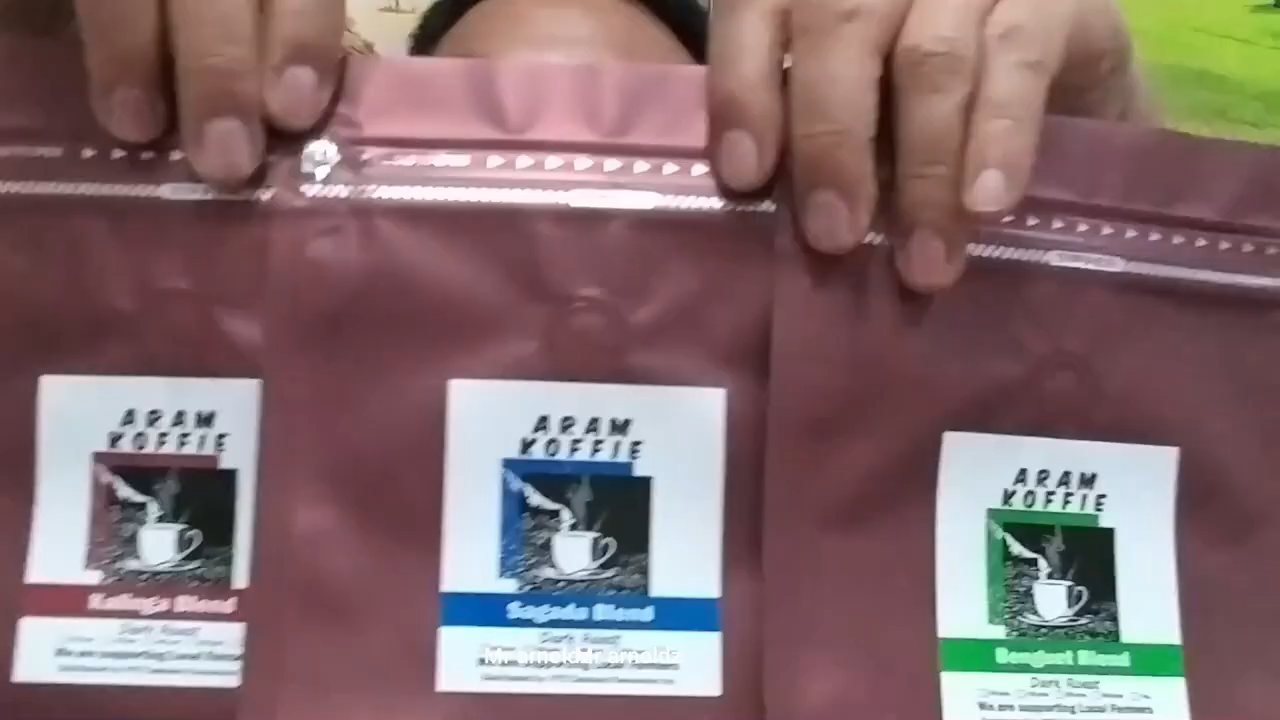 ARAM
KOFFIE
Kalinga Blend
Dark Roast
We are supporting Local
ARAM
KOFFIE
Sagada Blend
Dark Roast
ARAM
KOFFIE
Benguet Blend
Dark Roast
We are supporting Local Farmers